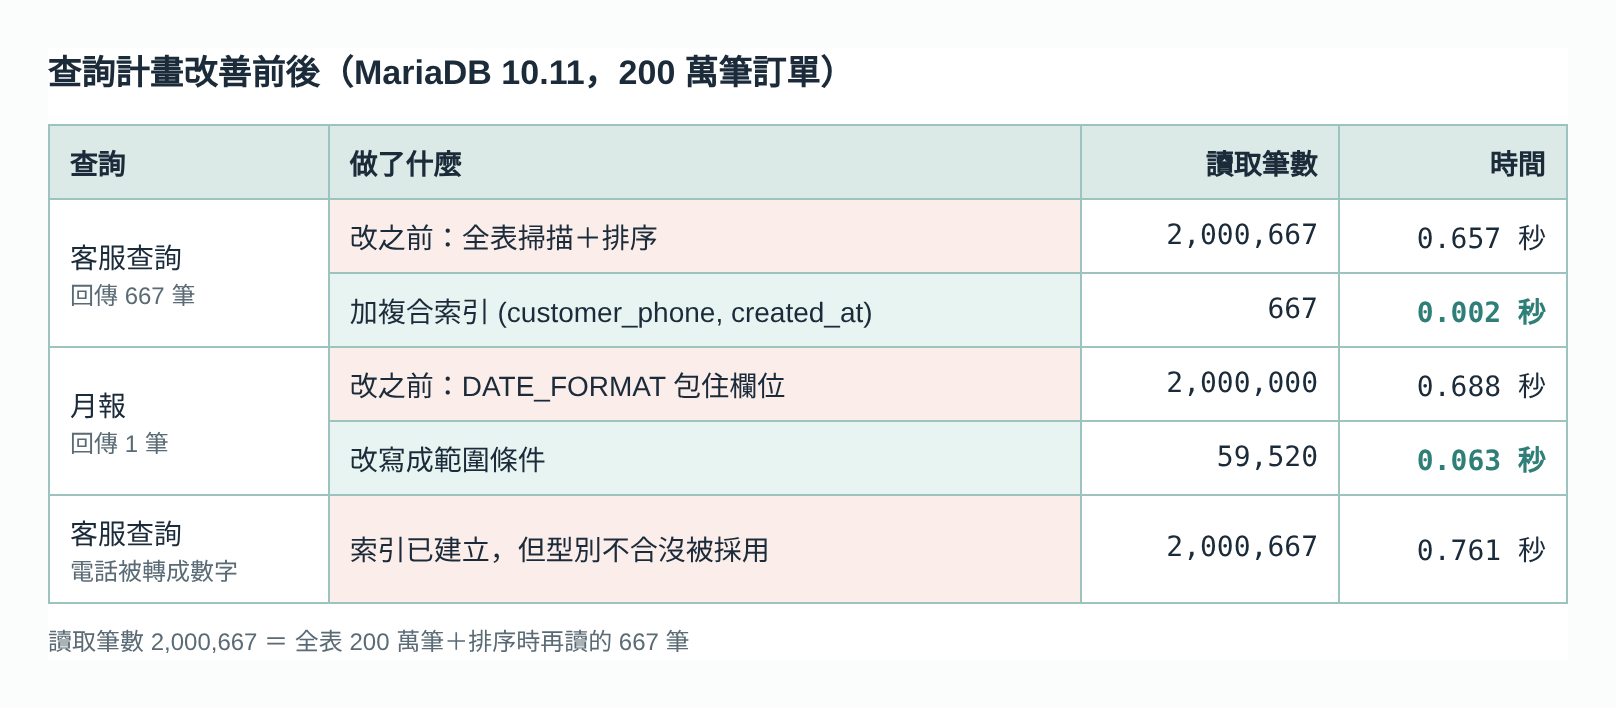 查詢計畫改善前後（MariaDB 10.11，200 萬筆訂單）
查詢 做了什麼 讀取筆數 時間
客服查詢
回傳 667 筆
改之前：全表掃描＋排序 2,000,667 0.657 秒
加複合索引 (customer_phone, created_at) 667 0.002 秒
月報
回傳 1 筆
改之前：DATE_FORMAT 包住欄位 2,000,000 0.688 秒
改寫成範圍條件 59,520 0.063 秒
客服查詢
電話被轉成數字
索引已建立，但型別不合沒被採用 2,000,667 0.761 秒
讀取筆數 2,000,667 ＝ 全表 200 萬筆＋排序時再讀的 667 筆